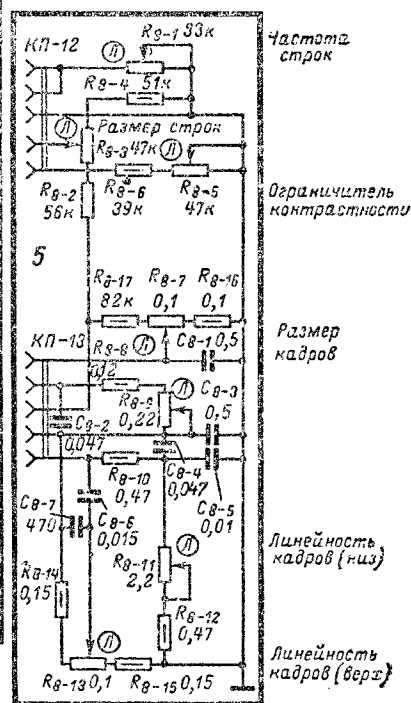 КП-12
R8-1 33к
Л
Частота
строк
R8-4 51к
Л
Размер строк
R8-3 47к
Л
R8-2
56к
R8-6
39к
R8-5
47к
Ограничитель
контрастности
5
R8-17
82к
R8-7
0,1
R8-16
0,1
КП-13
R8-8
0,12
Л
C8-1 0,5
Размер
кадров
R8-9
0,22
Л
C8-3
0,5
C8-2
0,047
R8-10
0,47
C8-4
0,047
C8-5
0,01
C8-7
470
C8-6
0,015
R8-14
0,15
R8-11
2,2
Л
Линейность
кадров (низ)
R8-12
0,47
Л
R8-13 0,1
R8-15 0,15
Линейность
кадров (верх)